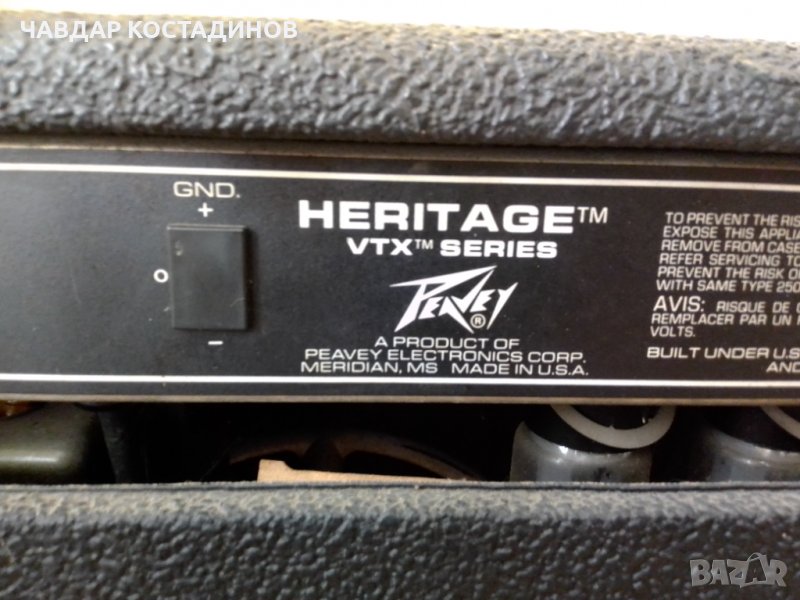 ЧАВДАР КОСТАДИНОВ
GND.
+
O
-
HERITAGE™
VTX™ SERIES
PEAVEY®
A PRODUCT OF
PEAVEY ELECTRONICS CORP.
MERIDIAN, MS MADE IN U.S.A.
TO PREVENT THE RIS
EXPOSE THIS APPLIA
REMOVE FROM CASE
REFER SERVICING TO
PREVENT THE RISK O
WITH SAME TYPE 250
AVIS: RISQUE DE
REMPLACER PAR UN
VOLTS.
BUILT UNDER U.S
AND
BAZAR